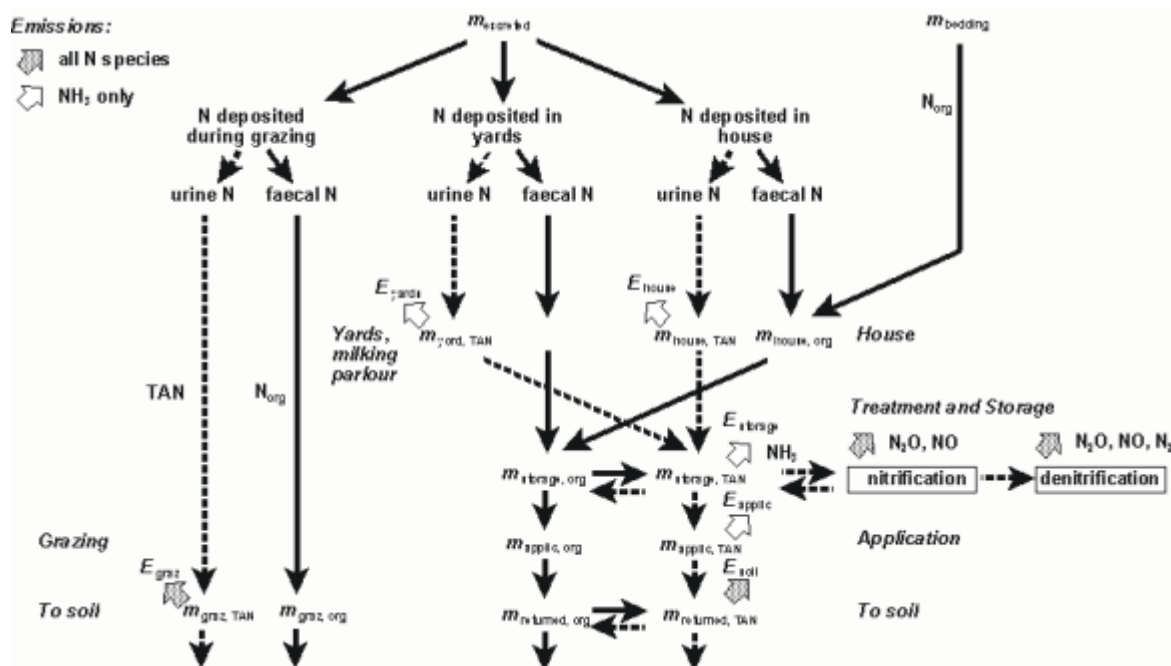 Emissions:
all N species
NH₃ only
m excreted
m bedding
N org
N deposited
during grazing
N deposited in
yards
N deposited in
house
urine N
faecal N
urine N
faecal N
urine N
faecal N
E yards
E house
Yards,
milking
parlour
m yard, TAN
m house, TAN
m house, org
House
TAN
N org
E storage
NH₃
Treatment and Storage
N₂O, NO
N₂O, NO, N₂
m storage, org
m storage, TAN
nitrification
denitrification
E applic
Grazing
m applic, org
m applic, TAN
Application
E graz
E soil
To soil
m graz, TAN
m graz, org
m returned, org
m returned, TAN
To soil